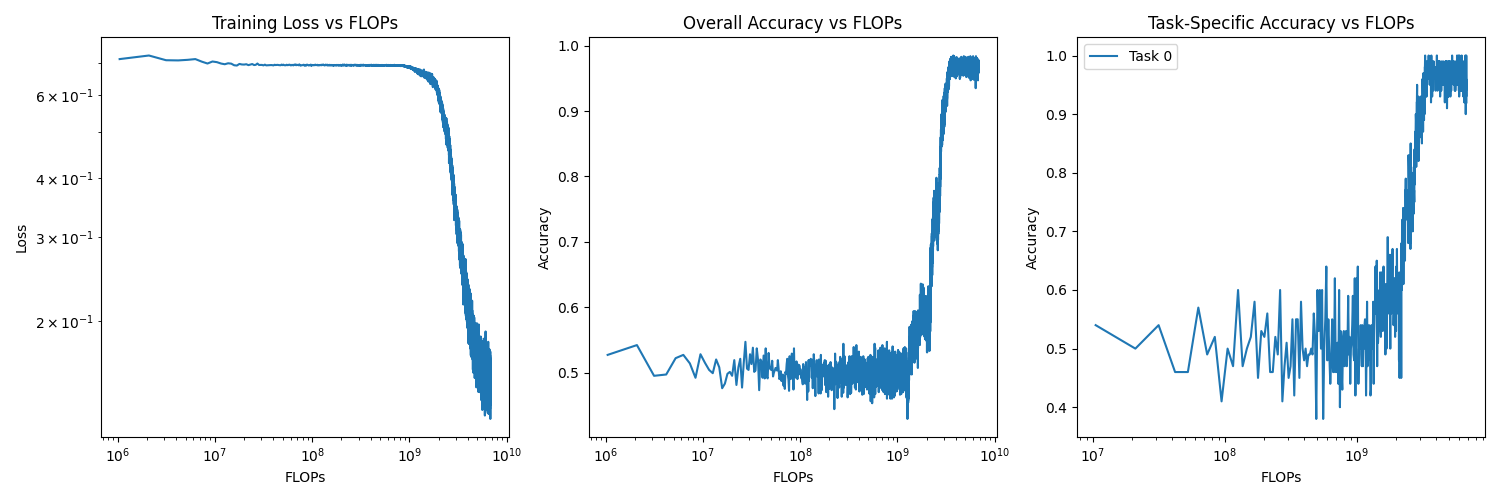 Training Loss vs FLOPs
Loss
6 × 10⁻¹
4 × 10⁻¹
3 × 10⁻¹
2 × 10⁻¹
10⁶ 10⁷ 10⁸ 10⁹ 10¹⁰
FLOPs
Overall Accuracy vs FLOPs
Accuracy
1.0
0.9
0.8
0.7
0.6
0.5
10⁶ 10⁷ 10⁸ 10⁹ 10¹⁰
FLOPs
Task-Specific Accuracy vs FLOPs
Task 0
Accuracy
1.0
0.9
0.8
0.7
0.6
0.5
0.4
10⁷ 10⁸ 10⁹
FLOPs